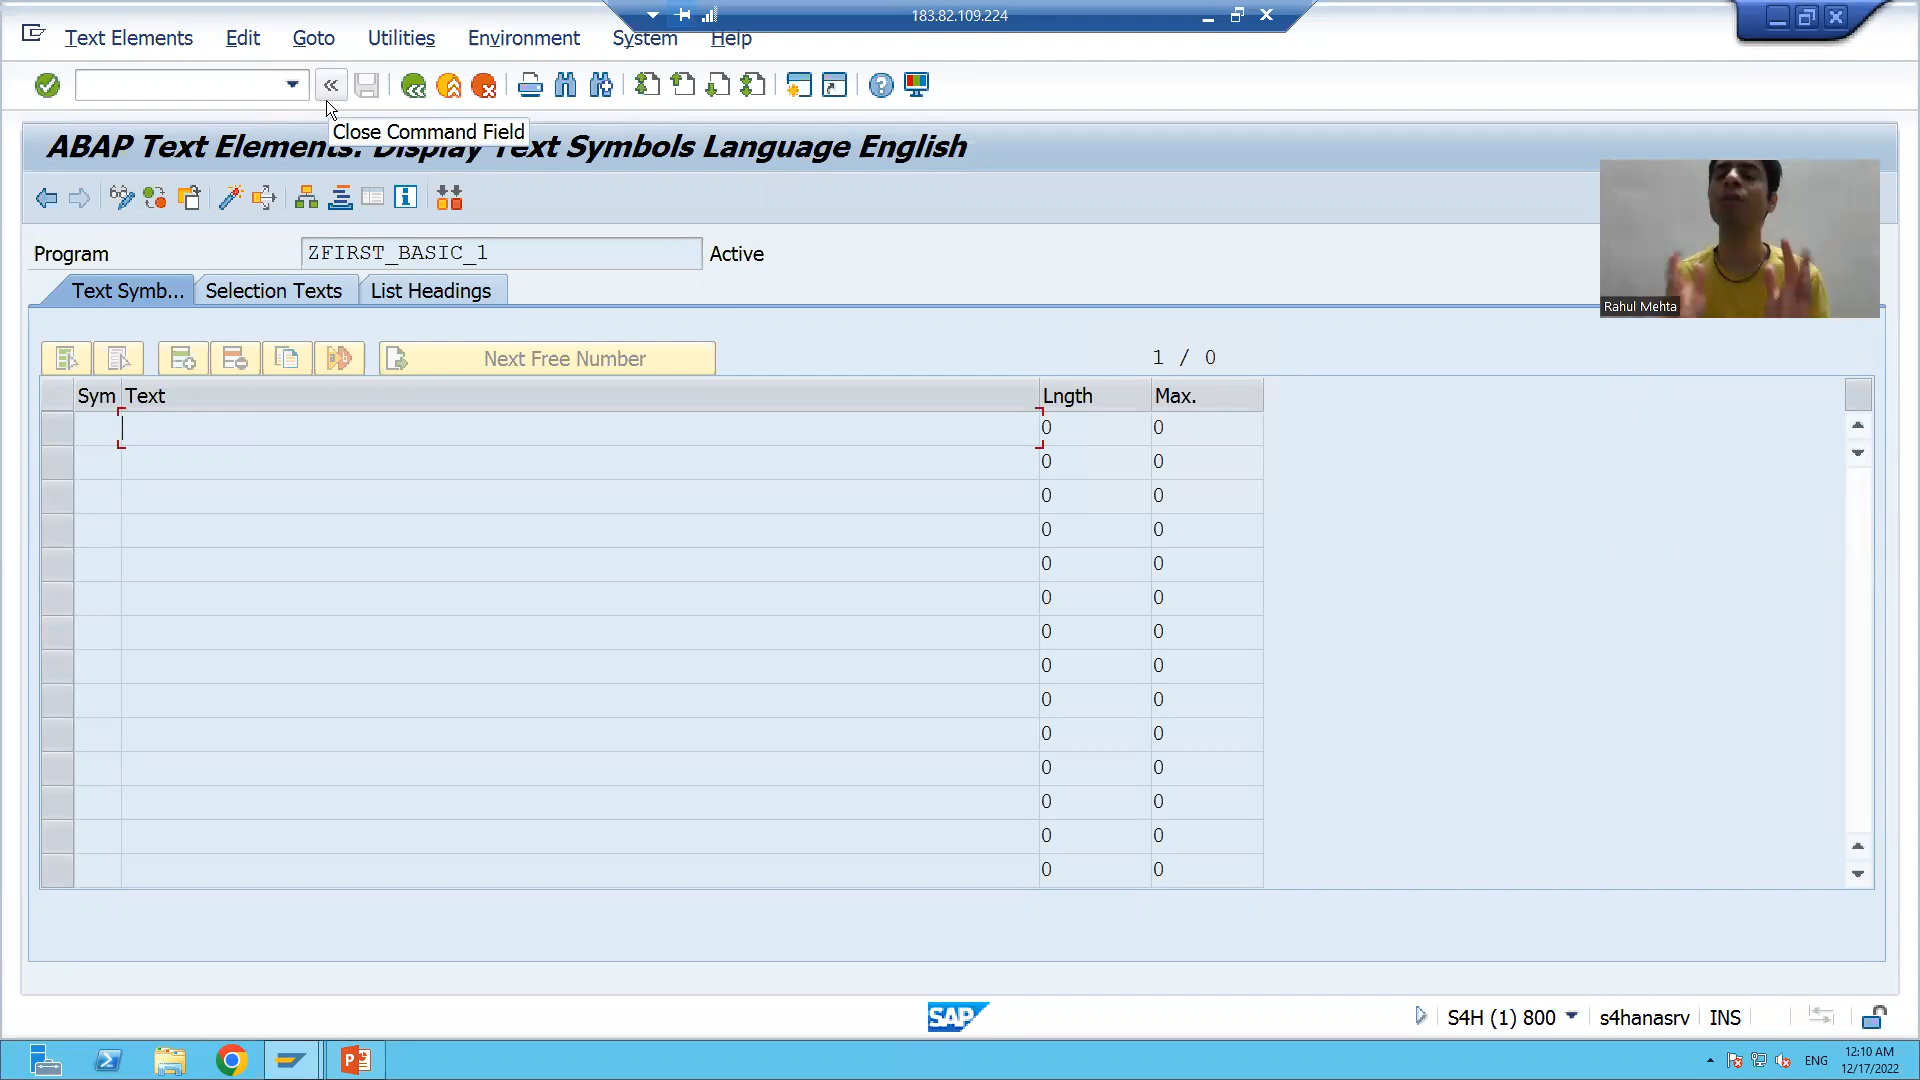 183.82.109.224
Text Elements Edit Goto Utilities Environment System Help
Close Command Field
ABAP Text Elements: Display Text Symbols Language English
Program ZFIRST_BASIC_1 Active
Rahul Mehta
Text Symb... Selection Texts List Headings
Next Free Number 1 / 0
Sym Text Lngth Max.
0 0
0 0
0 0
0 0
0 0
0 0
0 0
0 0
0 0
0 0
0 0
0 0
0 0
0 0
SAP S4H (1) 800 s4hanasrv INS
ENG 12:10 AM
12/17/2022